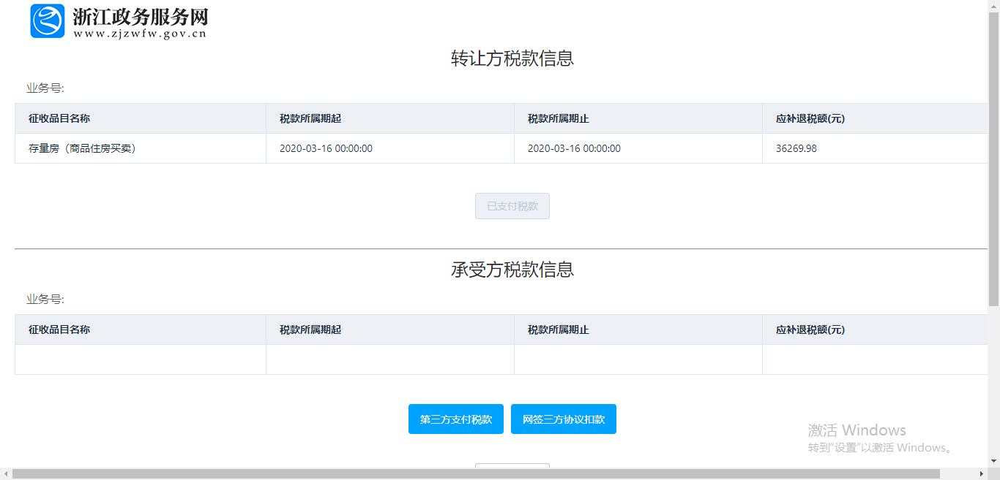 浙江政务服务网
www.zjzwfw.gov.cn
转让方税款信息
业务号:
征收品目名称 税款所属期起 税款所属期止 应补退税额(元)
存量房（商品住房买卖） 2020-03-16 00:00:00 2020-03-16 00:00:00 36269.98
已支付税款
承受方税款信息
业务号:
征收品目名称 税款所属期起 税款所属期止 应补退税额(元)
第三方支付税款 网签三方协议扣款
激活 Windows
转到"设置"以激活 Windows。